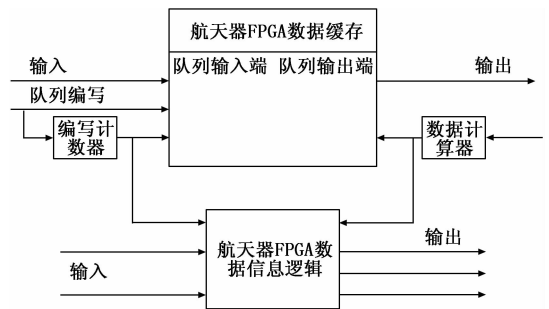 航天器FPGA数据缓存
输入
队列输入端 队列输出端
输出
队列编写
编写计
数器
数据计
算器
航天器FPGA数
据信息逻辑
输出
输入